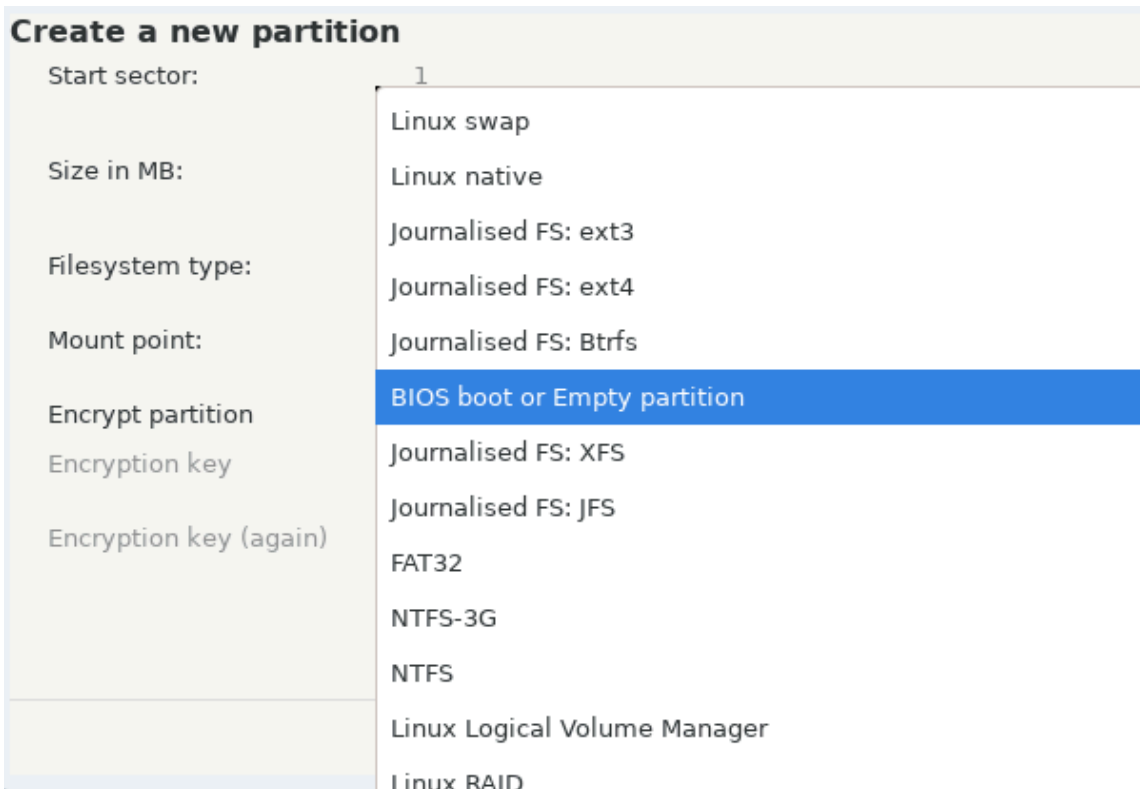 Create a new partition
Start sector:
1
Size in MB:
Filesystem type:
Mount point:
Encrypt partition
Encryption key
Encryption key (again)
Linux swap
Linux native
Journalised FS: ext3
Journalised FS: ext4
Journalised FS: Btrfs
BIOS boot or Empty partition
Journalised FS: XFS
Journalised FS: JFS
FAT32
NTFS-3G
NTFS
Linux Logical Volume Manager
Linux RAID